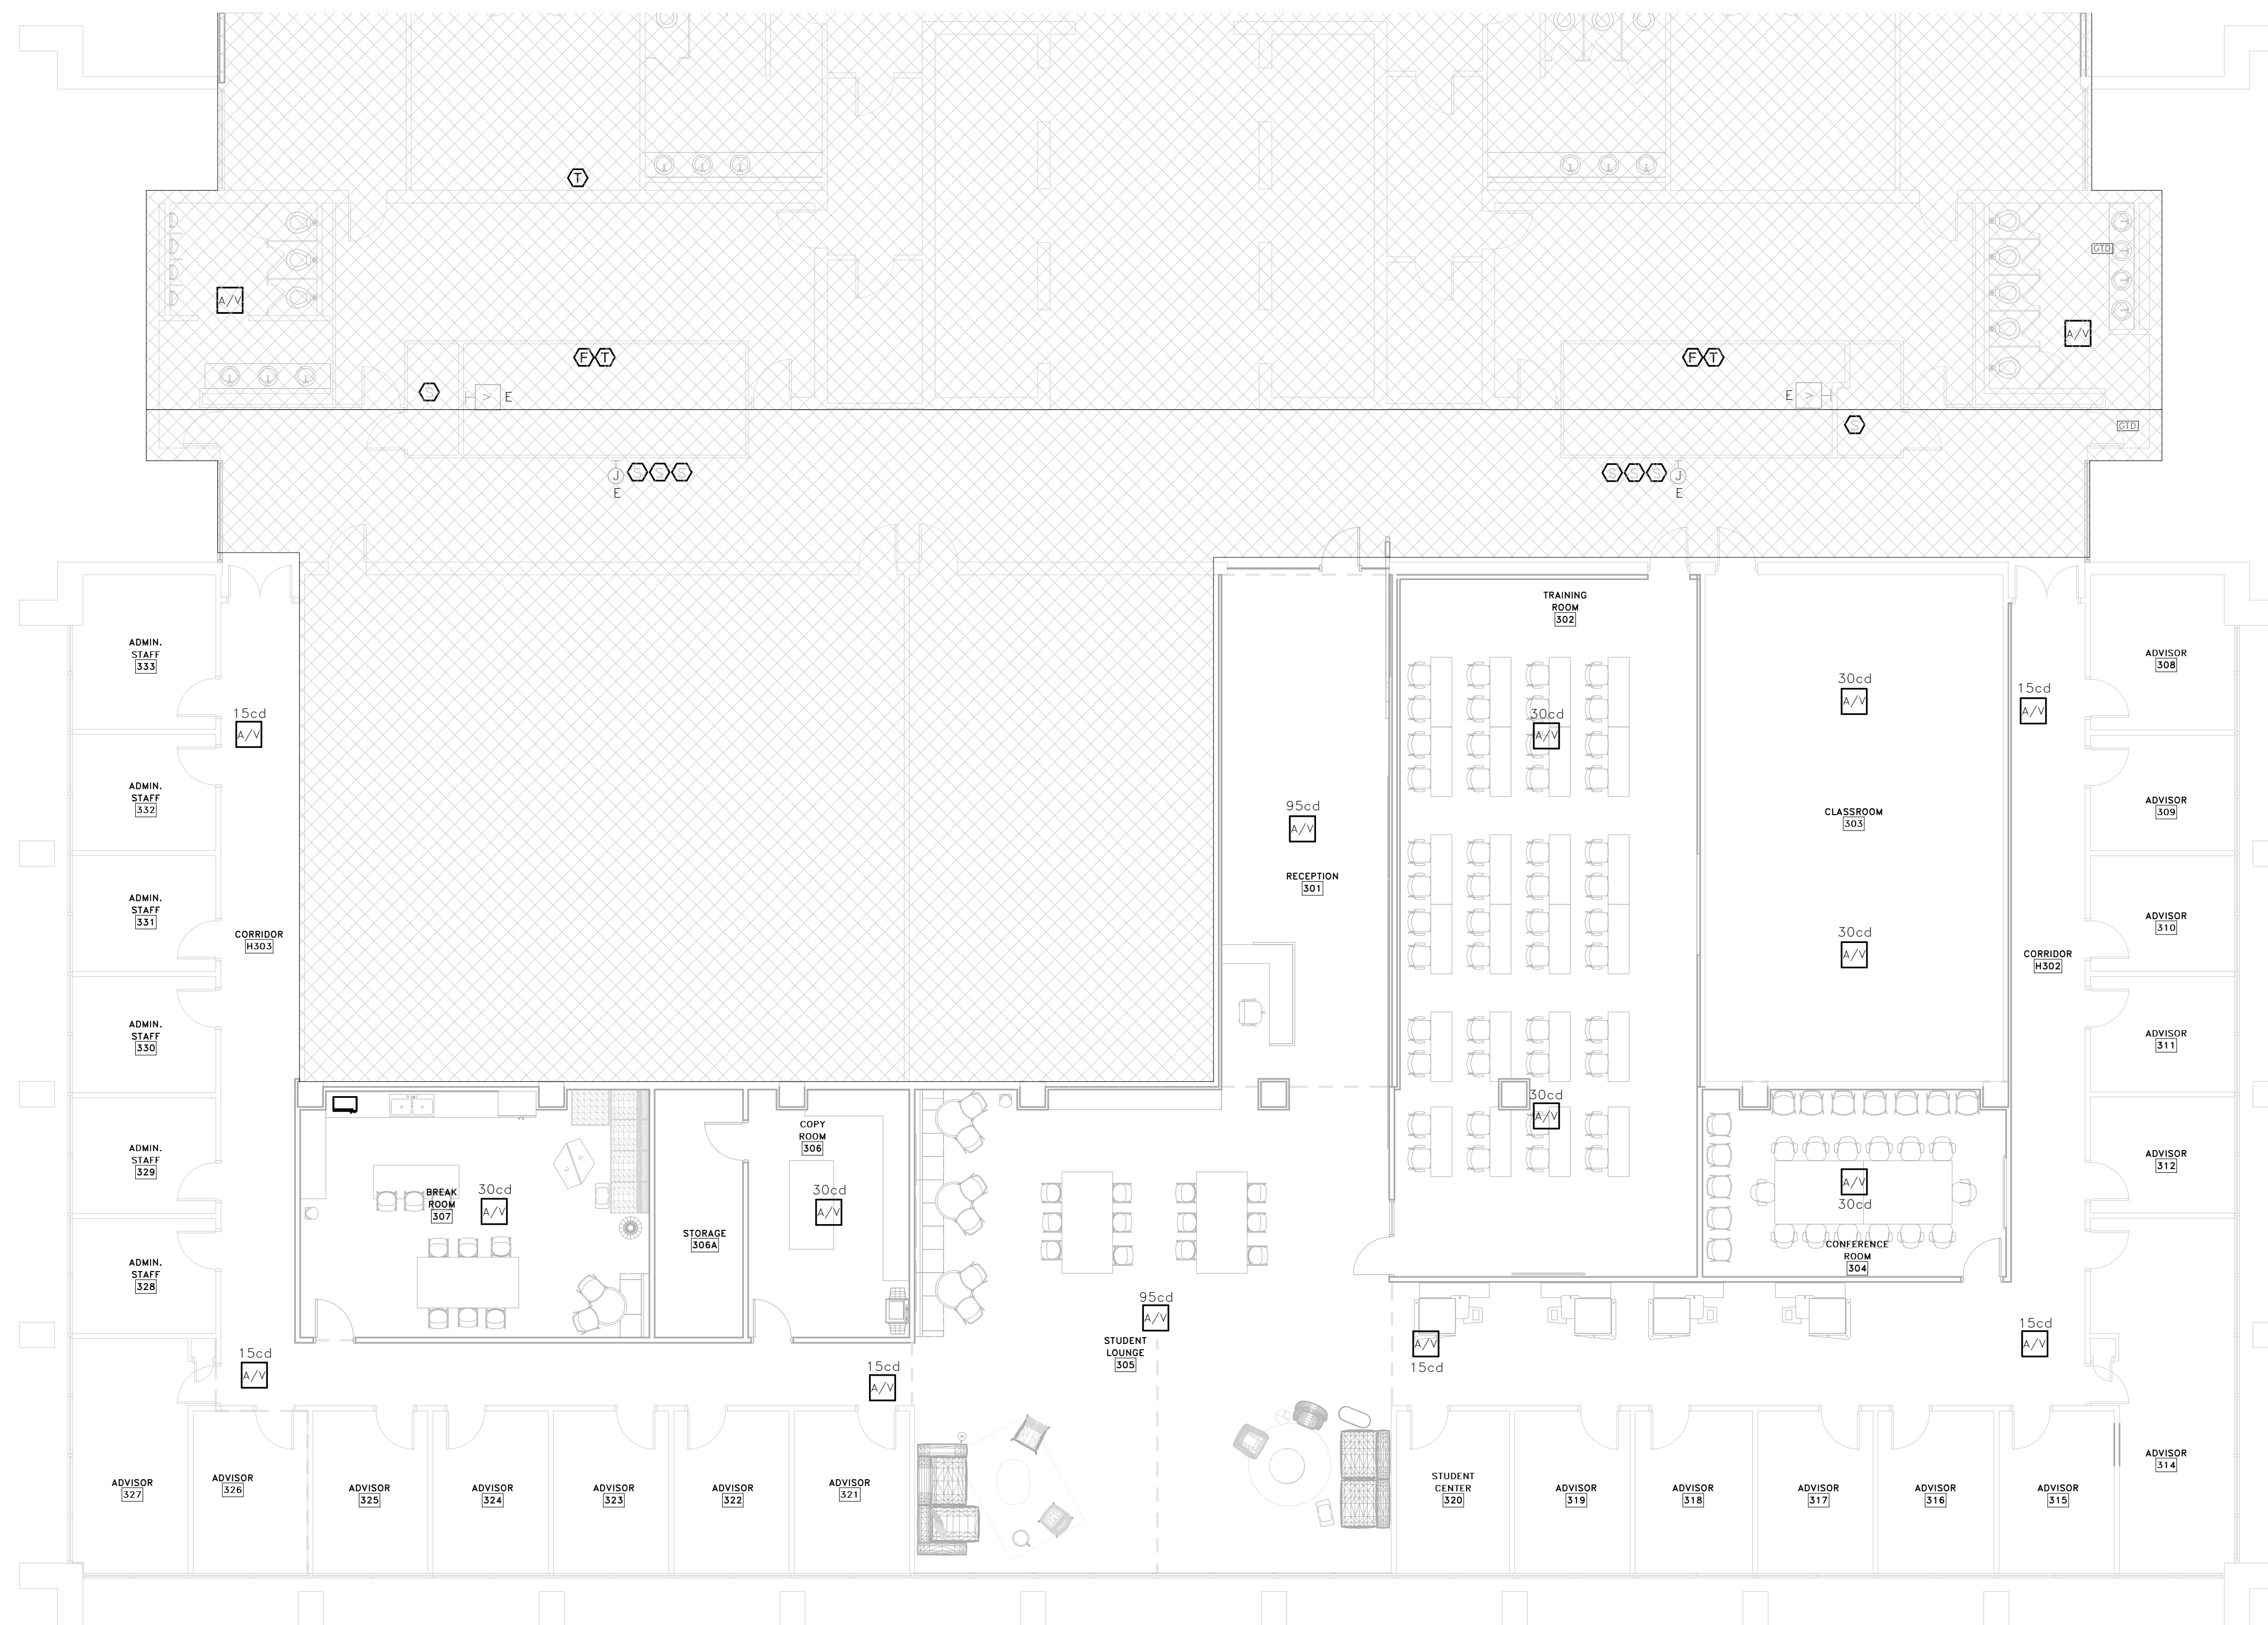 T
GTD
A/V
A/V
F T
F T
S
> E
E >
S
GTD
J S S S
E
S S S J
E
TRAINING
ROOM
302
ADMIN.
STAFF
333
ADVISOR
308
15cd
A/V
30cd
A/V
30cd
A/V
15cd
A/V
ADMIN.
STAFF
332
95cd
A/V
CLASSROOM
303
ADVISOR
309
RECEPTION
301
ADMIN.
STAFF
331
ADVISOR
310
CORRIDOR
H303
30cd
A/V
CORRIDOR
H302
ADMIN.
STAFF
330
ADVISOR
311
30cd
A/V
COPY
ROOM
306
ADMIN.
STAFF
329
ADVISOR
312
BREAK
ROOM
307
30cd
A/V
30cd
A/V
A/V
30cd
STORAGE
306A
CONFERENCE
ROOM
304
ADMIN.
STAFF
328
95cd
A/V
STUDENT
LOUNGE
305
15cd
A/V
15cd
A/V
A/V
15cd
15cd
A/V
ADVISOR
327
ADVISOR
326
ADVISOR
325
ADVISOR
324
ADVISOR
323
ADVISOR
322
ADVISOR
321
STUDENT
CENTER
320
ADVISOR
319
ADVISOR
318
ADVISOR
317
ADVISOR
316
ADVISOR
315
ADVISOR
314